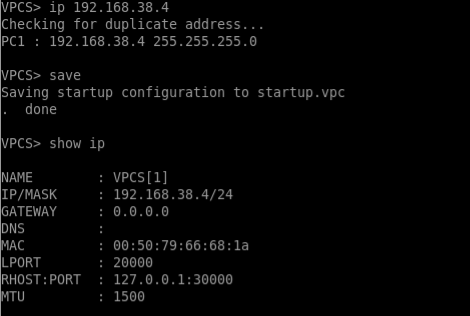 VPCS> ip 192.168.38.4
Checking for duplicate address...
PC1 : 192.168.38.4 255.255.255.0
VPCS> save
Saving startup configuration to startup.vpc
.  done
VPCS> show ip
NAME        : VPCS[1]
IP/MASK     : 192.168.38.4/24
GATEWAY     : 0.0.0.0
DNS         :
MAC         : 00:50:79:66:68:1a
LPORT       : 20000
RHOST:PORT  : 127.0.0.1:30000
MTU         : 1500